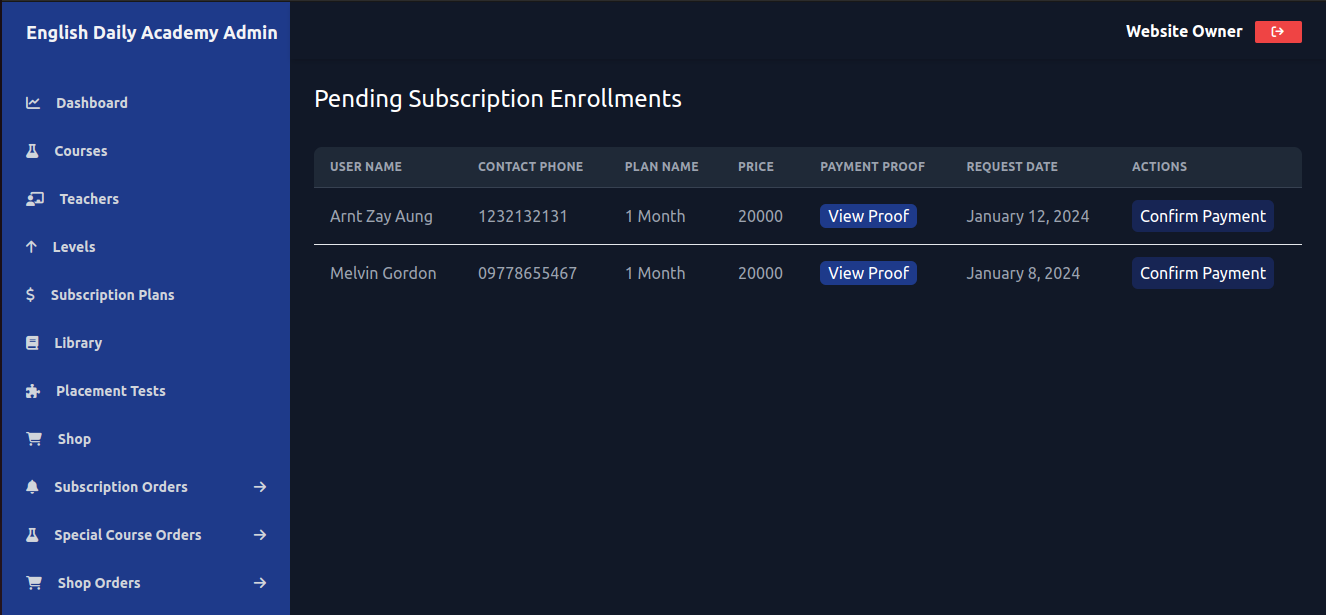 English Daily Academy Admin
Website Owner
Dashboard
Courses
Teachers
Levels
Subscription Plans
Library
Placement Tests
Shop
Subscription Orders
Special Course Orders
Shop Orders
Pending Subscription Enrollments
USER NAME CONTACT PHONE PLAN NAME PRICE PAYMENT PROOF REQUEST DATE ACTIONS
Arnt Zay Aung 1232132131 1 Month 20000 View Proof January 12, 2024 Confirm Payment
Melvin Gordon 09778655467 1 Month 20000 View Proof January 8, 2024 Confirm Payment